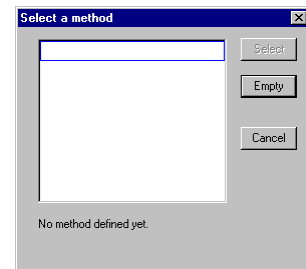 Select a method
Select
Empty
Cancel
No method defined yet.